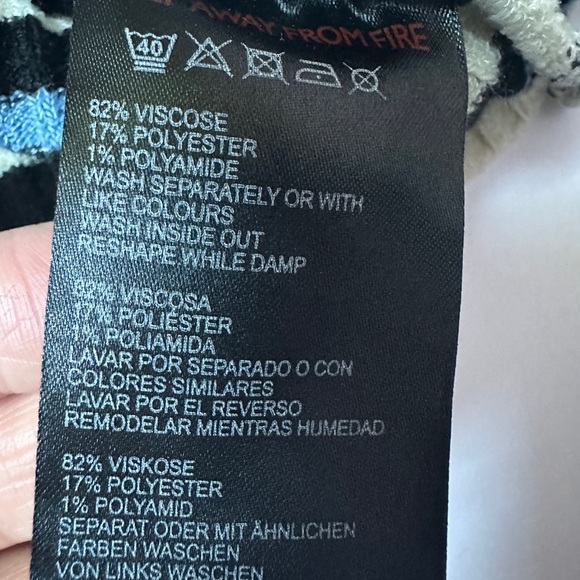 AWAY FROM FIRE
40
82% VISCOSE
17% POLYESTER
1% POLYAMIDE
WASH SEPARATELY OR WITH
LIKE COLOURS
WASH INSIDE OUT
RESHAPE WHILE DAMP
82% VISCOSA
17% POLIÉSTER
1% POLIAMIDA
LAVAR POR SEPARADO O CON
COLORES SIMILARES
LAVAR POR EL REVERSO
REMODELAR MIENTRAS HUMEDAD
82% VISKOSE
17% POLYESTER
1% POLYAMID
SEPARAT ODER MIT ÄHNLICHEN
FARBEN WASCHEN
VON LINKS WASCHEN